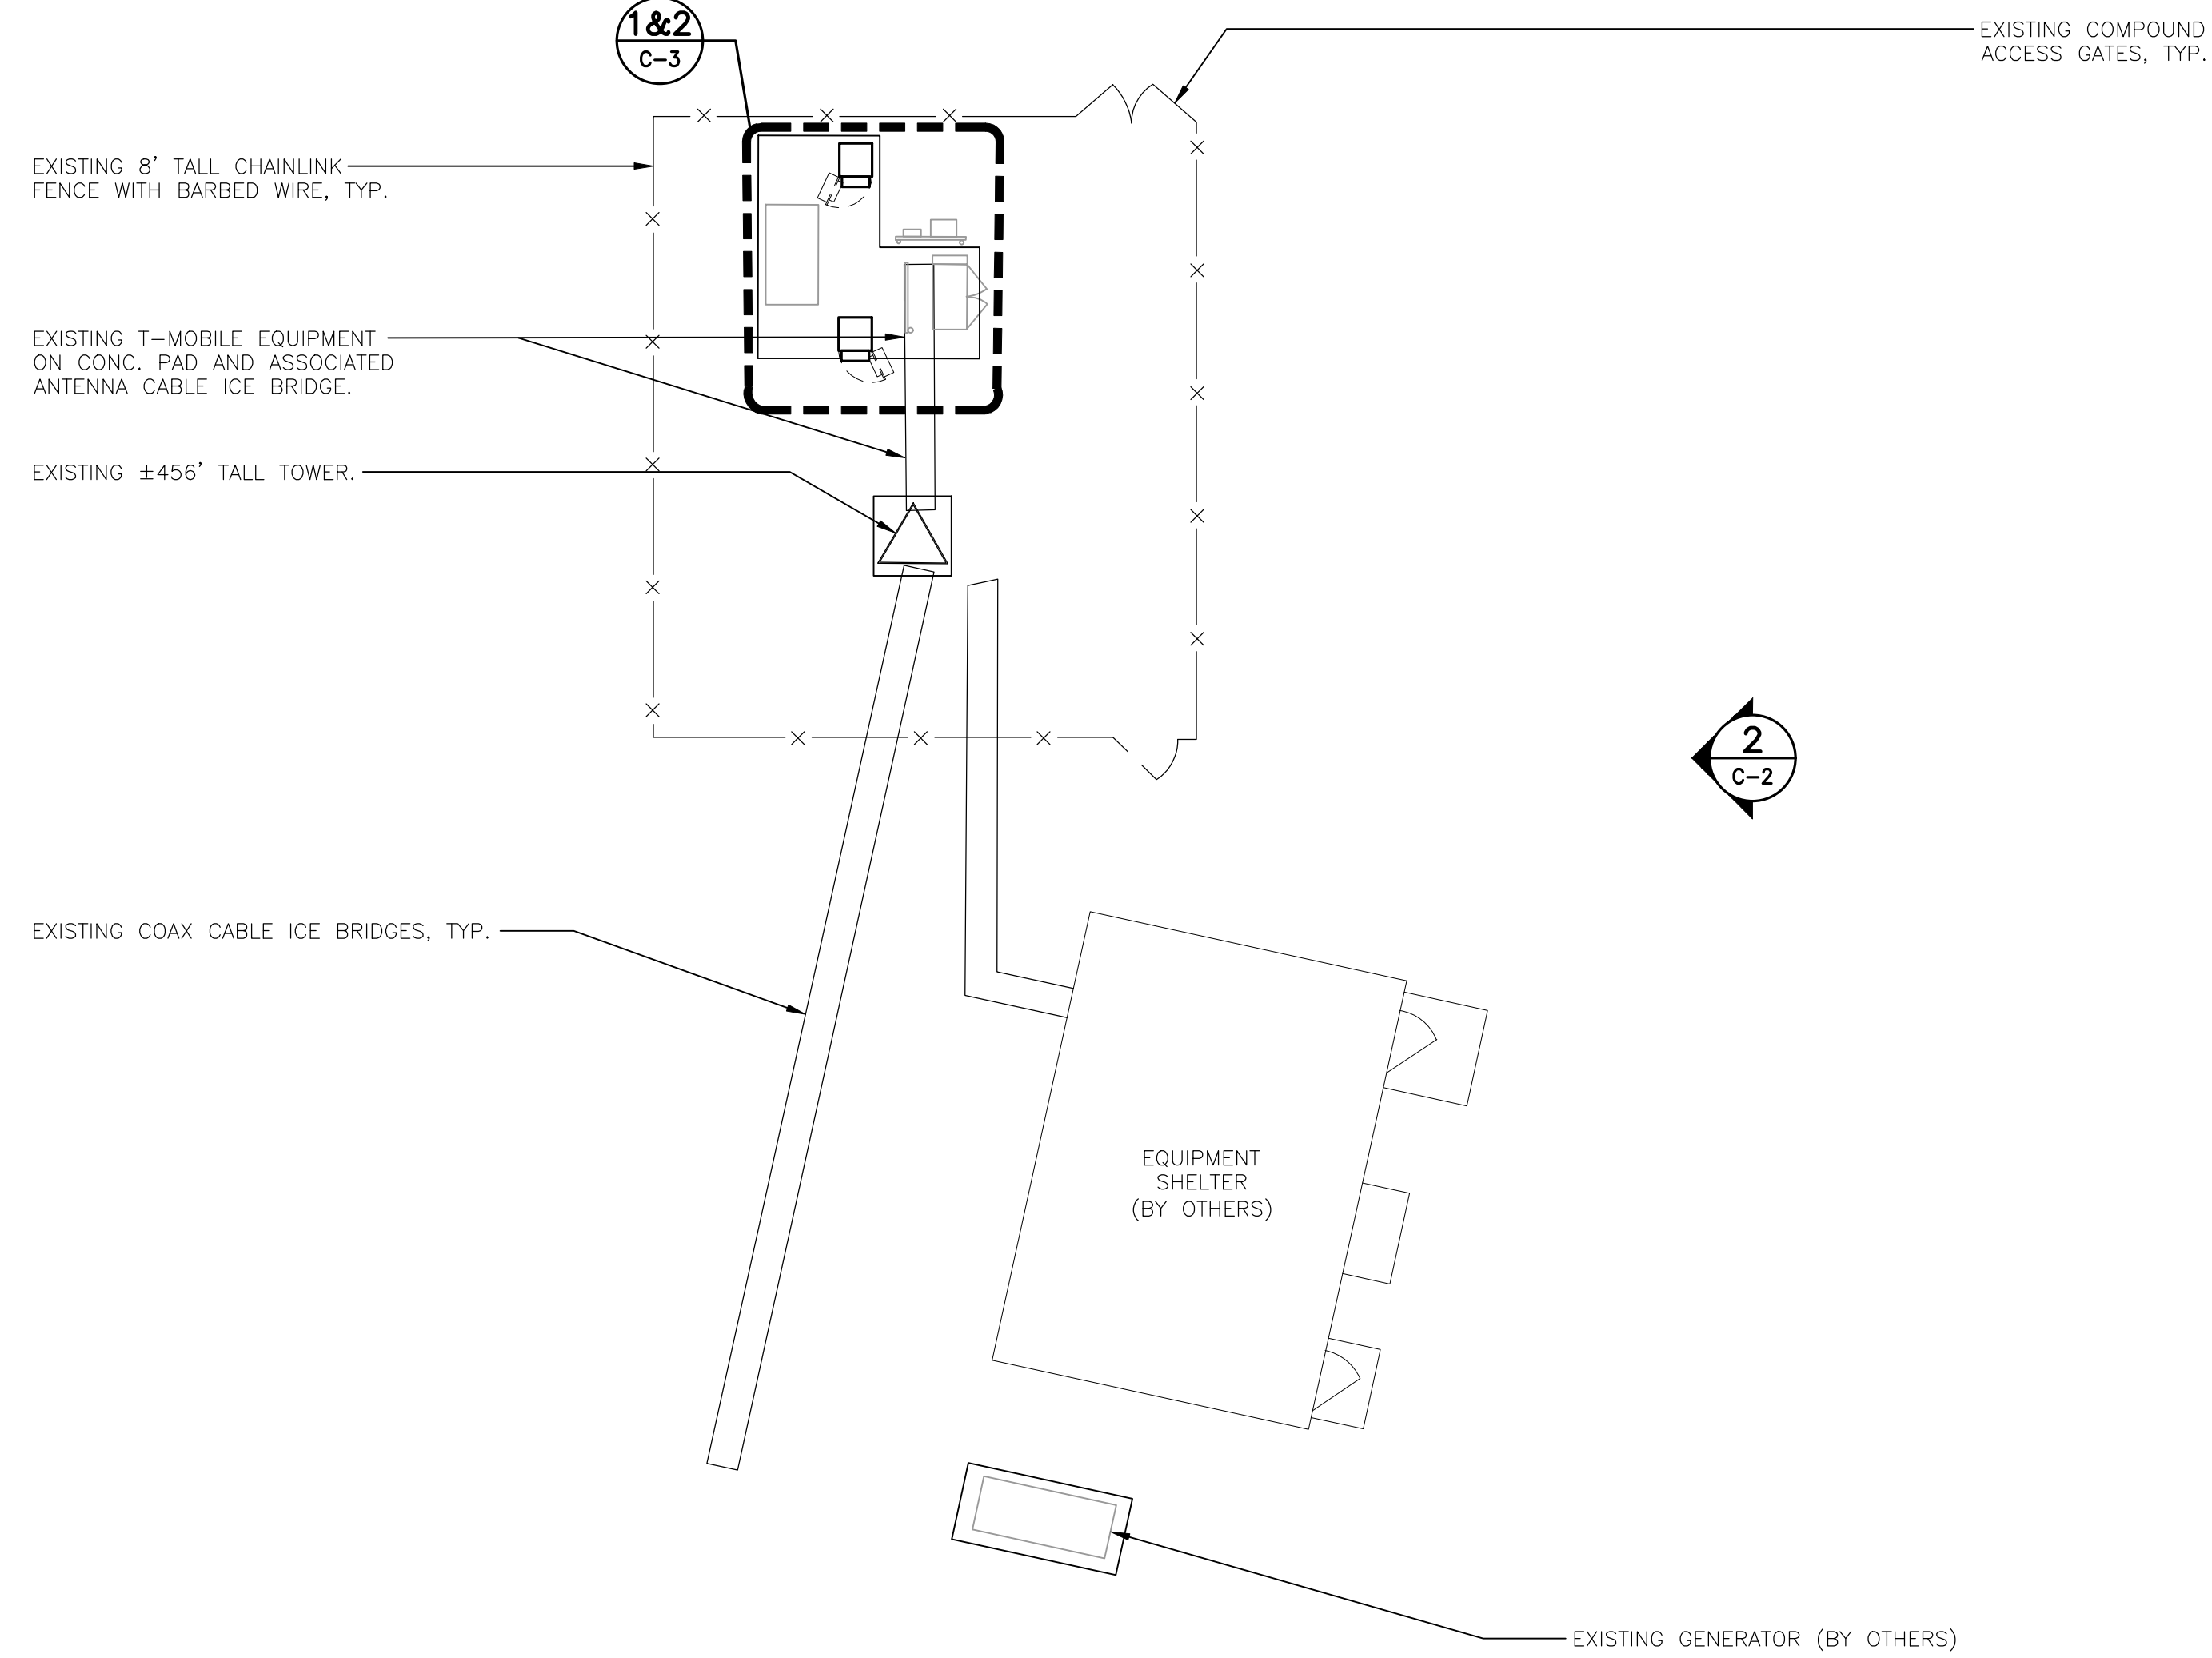 1&2
C-3
EXISTING COMPOUND
ACCESS GATES, TYP.
EXISTING 8' TALL CHAINLINK
FENCE WITH BARBED WIRE, TYP.
EXISTING T-MOBILE EQUIPMENT
ON CONC. PAD AND ASSOCIATED
ANTENNA CABLE ICE BRIDGE.
EXISTING ±456' TALL TOWER.
2
C-2
EXISTING COAX CABLE ICE BRIDGES, TYP.
EQUIPMENT
SHELTER
(BY OTHERS)
EXISTING GENERATOR (BY OTHERS)